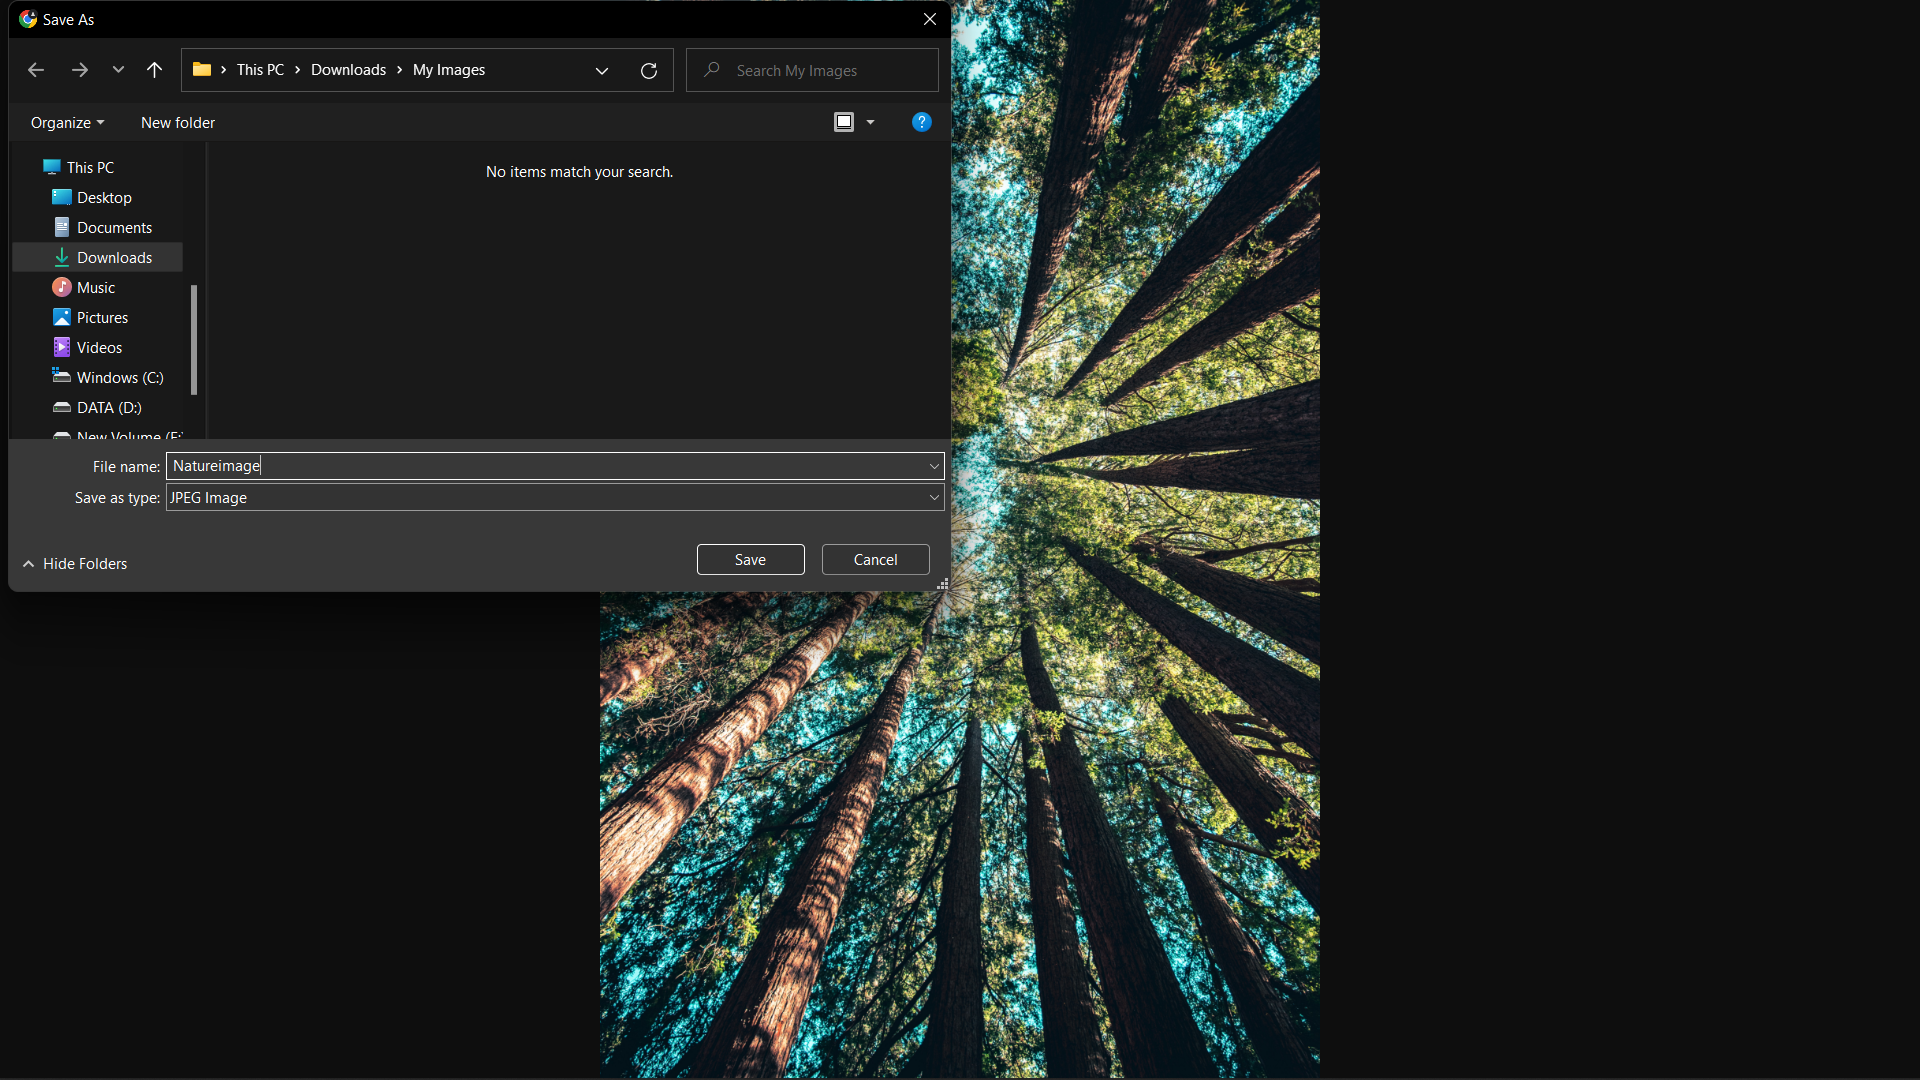 Save As
This PC
Downloads
My Images
Search My Images
Organize
New folder
?
This PC
Desktop
Documents
Downloads
Music
Pictures
Videos
Windows (C:)
DATA (D:)
New Volume (E:
No items match your search.
File name: Natureimage
Save as type: JPEG Image
Hide Folders
Save
Cancel